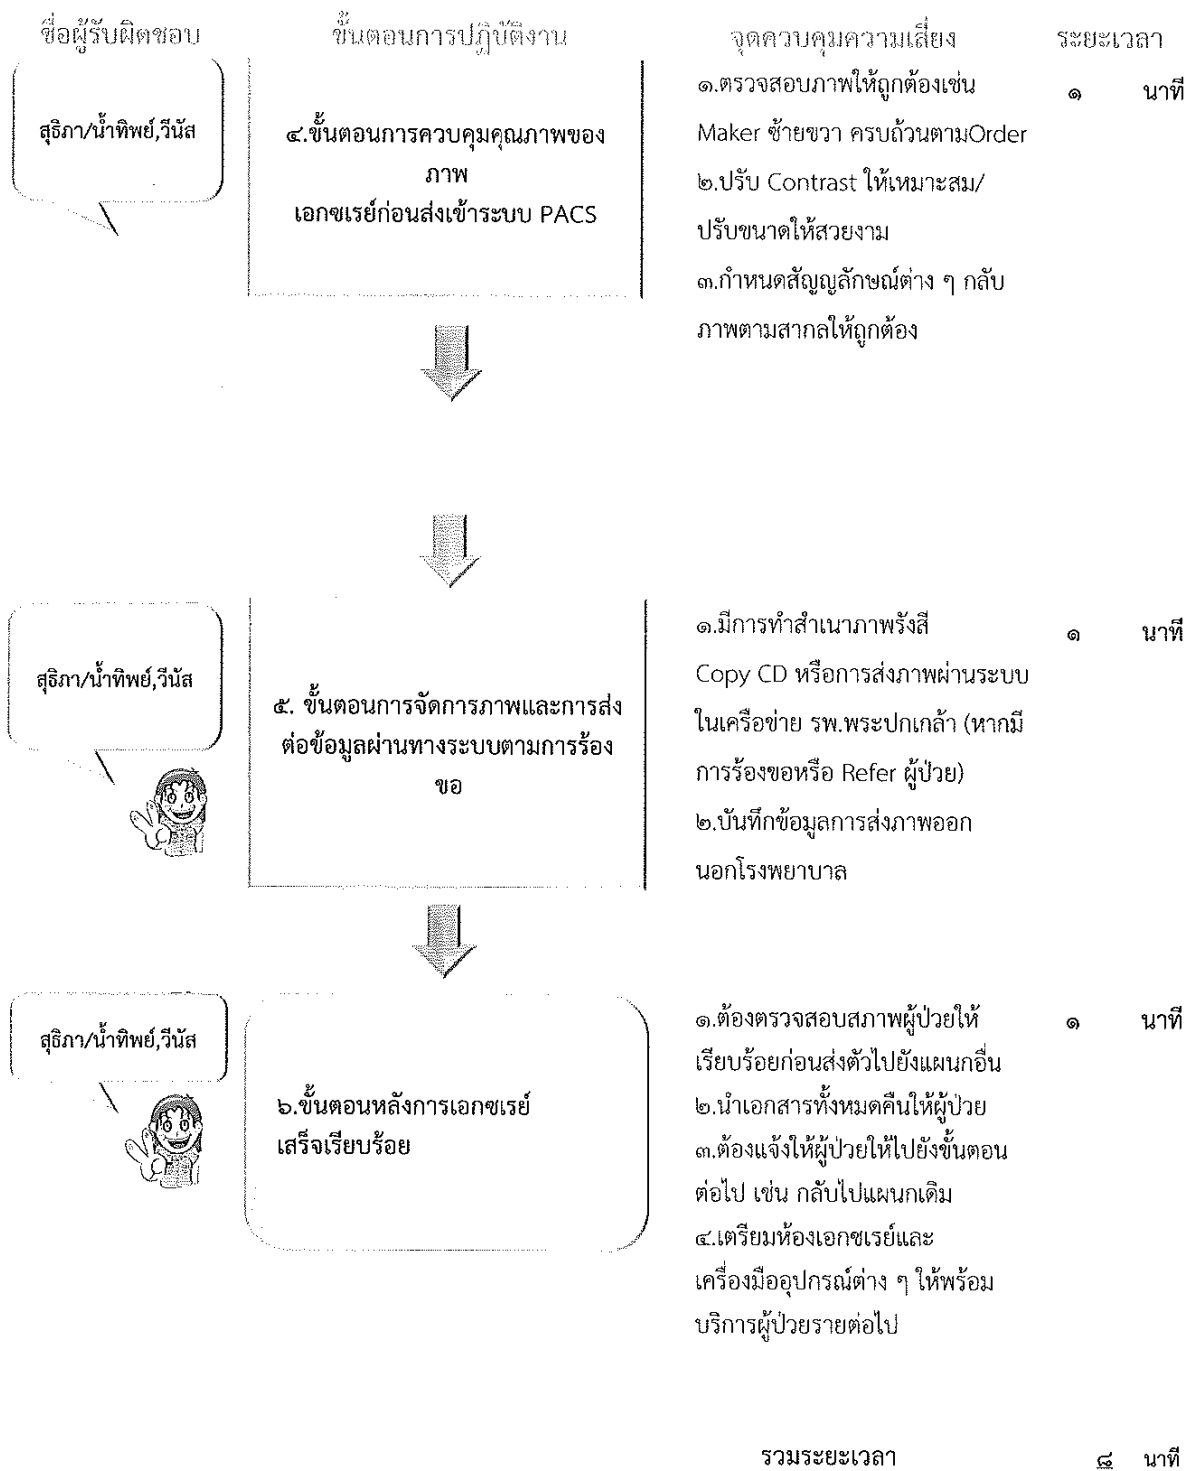 ชื่อผู้รับผิดชอบ ขั้นตอนการปฏิบัติงาน จุดควบคุมความเสี่ยง ระยะเวลา
สุธิภา/น้ำทิพย์,วีนัส
๔.ขั้นตอนการควบคุมคุณภาพของ
ภาพ
เอกซเรย์ก่อนส่งเข้าระบบ PACS
๑.ตรวจสอบภาพให้ถูกต้องเช่น
Maker ซ้ายขวา ครบถ้วนตามOrder
๒.ปรับ Contrast ให้เหมาะสม/
ปรับขนาดให้สวยงาม
๓.กำหนดสัญญลักษณ์ต่าง ๆ กลับ
ภาพตามสากลให้ถูกต้อง
๑ นาที
สุธิภา/น้ำทิพย์,วีนัส
๕. ขั้นตอนการจัดการภาพและการส่ง
ต่อข้อมูลผ่านทางระบบตามการร้อง
ขอ
๑.มีการทำสำเนาภาพรังสี
Copy CD หรือการส่งภาพผ่านระบบ
ในเครือข่าย รพ.พระปกเกล้า (หากมี
การร้องขอหรือ Refer ผู้ป่วย)
๒.บันทึกข้อมูลการส่งภาพออก
นอกโรงพยาบาล
๑ นาที
สุธิภา/น้ำทิพย์,วีนัส
๖.ขั้นตอนหลังการเอกซเรย์
เสร็จเรียบร้อย
๑.ต้องตรวจสอบสภาพผู้ป่วยให้
เรียบร้อยก่อนส่งตัวไปยังแผนกอื่น
๒.นำเอกสารทั้งหมดคืนให้ผู้ป่วย
๓.ต้องแจ้งให้ผู้ป่วยให้ไปยังขั้นตอน
ต่อไป เช่น กลับไปแผนกเดิม
๔.เตรียมห้องเอกซเรย์และ
เครื่องมืออุปกรณ์ต่าง ๆ ให้พร้อม
บริการผู้ป่วยรายต่อไป
๑ นาที
รวมระยะเวลา ๘ นาที